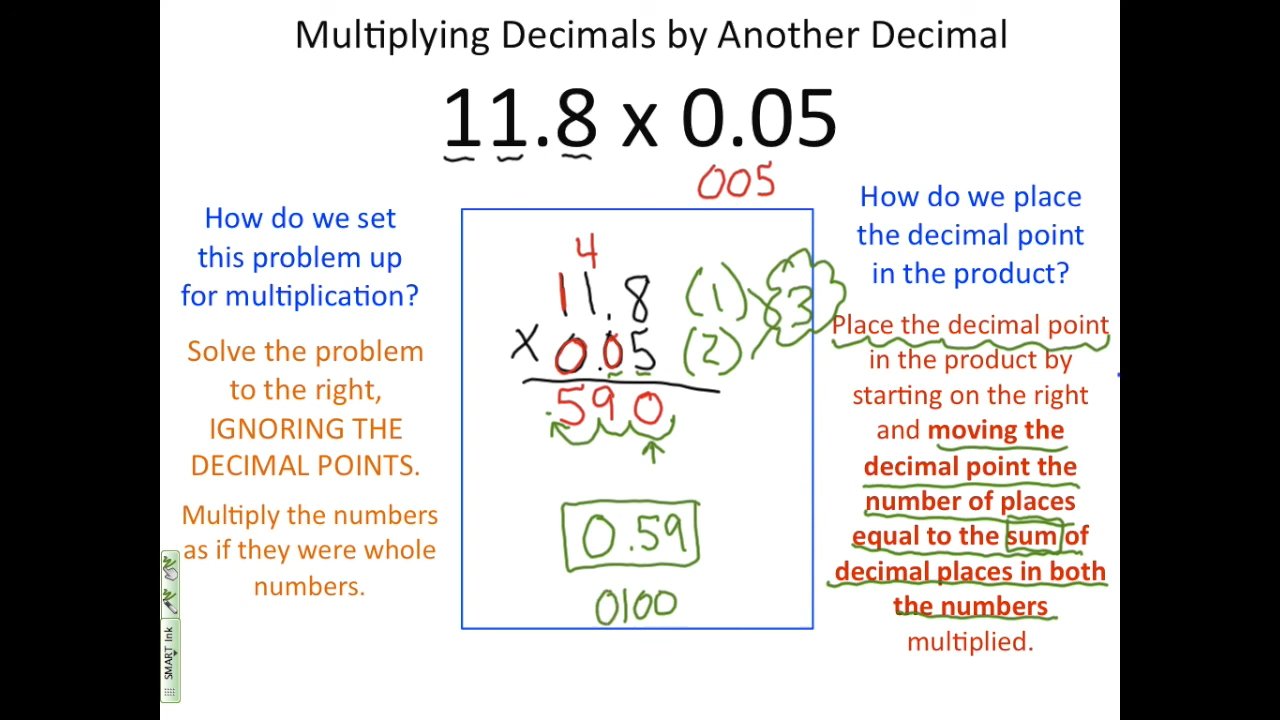 Multiplying Decimals by Another Decimal
11.8 x 0.05
005
How do we set
this problem up
for multiplication?
Solve the problem
to the right,
IGNORING THE
DECIMAL POINTS.
Multiply the numbers
as if they were whole
numbers.
4
11.8 (1) 3
x 0.05 (2)
.590
0.59
0100
How do we place
the decimal point
in the product?
Place the decimal point
in the product by
starting on the right
and moving the
decimal point the
number of places
equal to the sum of
decimal places in both
the numbers
multiplied.
SMART Ink